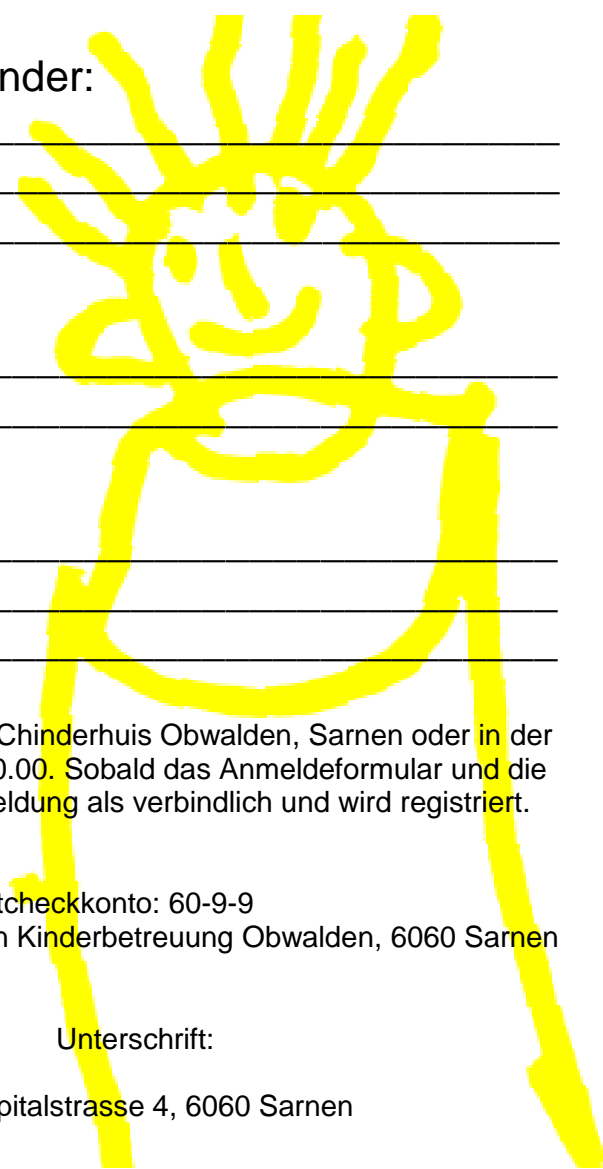 nder:
Chinderhuis Obwalden, Sarnen oder in der
0.00. Sobald das Anmeldeformular und die
eldung als verbindlich und wird registriert.
tcheckkonto: 60-9-9
n Kinderbetreuung Obwalden, 6060 Sarnen
Unterschrift:
pitalstrasse 4, 6060 Sarnen